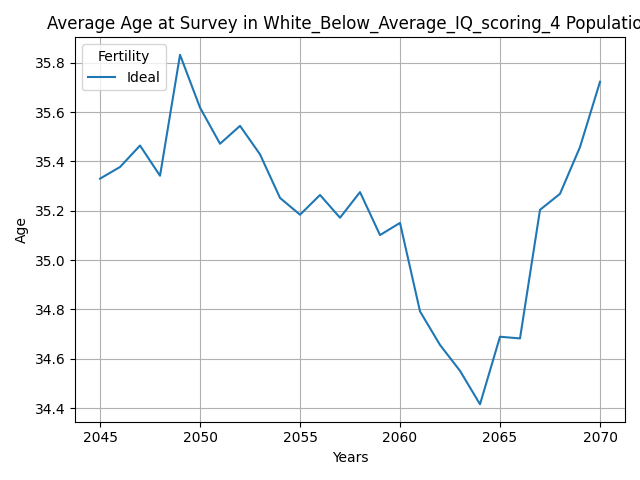 Average Age at Survey in White_Below_Average_IQ_scoring_4 Populatio
Fertility
Ideal
35.8
35.6
35.4
35.2
35.0
34.8
34.6
34.4
Age
2045 2050 2055 2060 2065 2070
Years